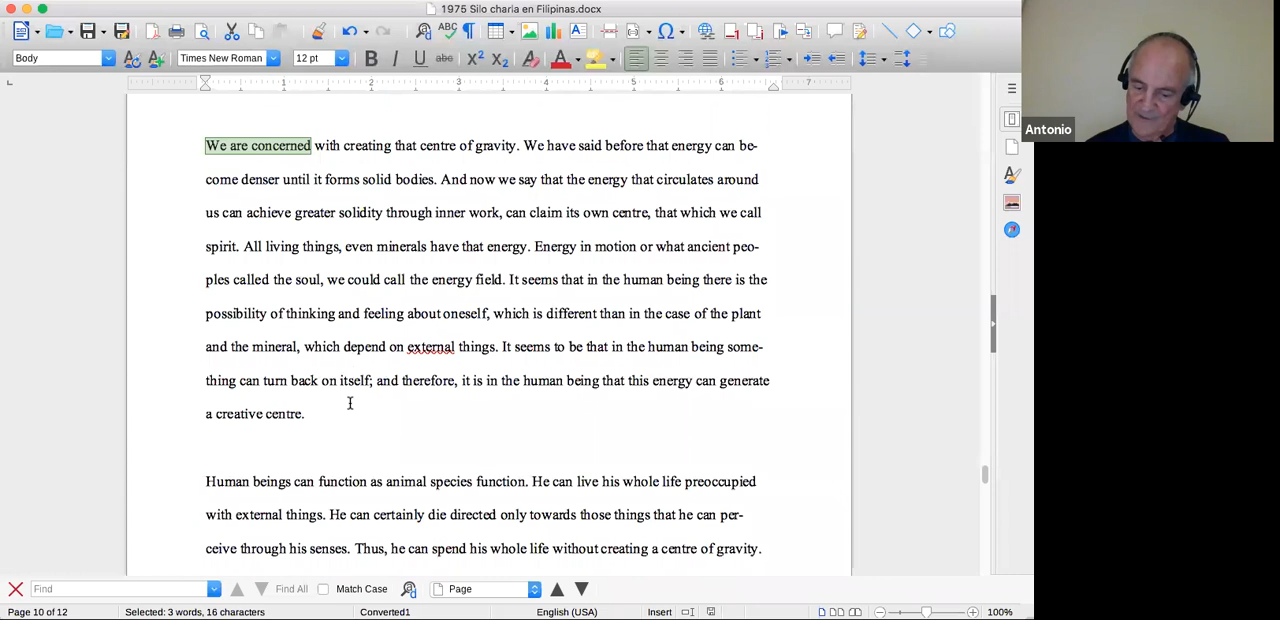 1975 Silo charia en Filipinas.docx
Body
Times New Roman
12 pt
1 2 3 4 5 6 7
Antonio
We are concerned with creating that centre of gravity. We have said before that energy can be-
come denser until it forms solid bodies. And now we say that the energy that circulates around
us can achieve greater solidity through inner work, can claim its own centre, that which we call
spirit. All living things, even minerals have that energy. Energy in motion or what ancient peo-
ples called the soul, we could call the energy field. It seems that in the human being there is the
possibility of thinking and feeling about oneself, which is different than in the case of the plant
and the mineral, which depend on external things. It seems to be that in the human being some-
thing can turn back on itself; and therefore, it is in the human being that this energy can generate
a creative centre.
Human beings can function as animal species function. He can live his whole life preoccupied
with external things. He can certainly die directed only towards those things that he can per-
ceive through his senses. Thus, he can spend his whole life without creating a centre of gravity.
Find
Find All
Match Case
Page
Page 10 of 12
Selected: 3 words, 16 characters
Converted1
English (USA)
Insert
100%